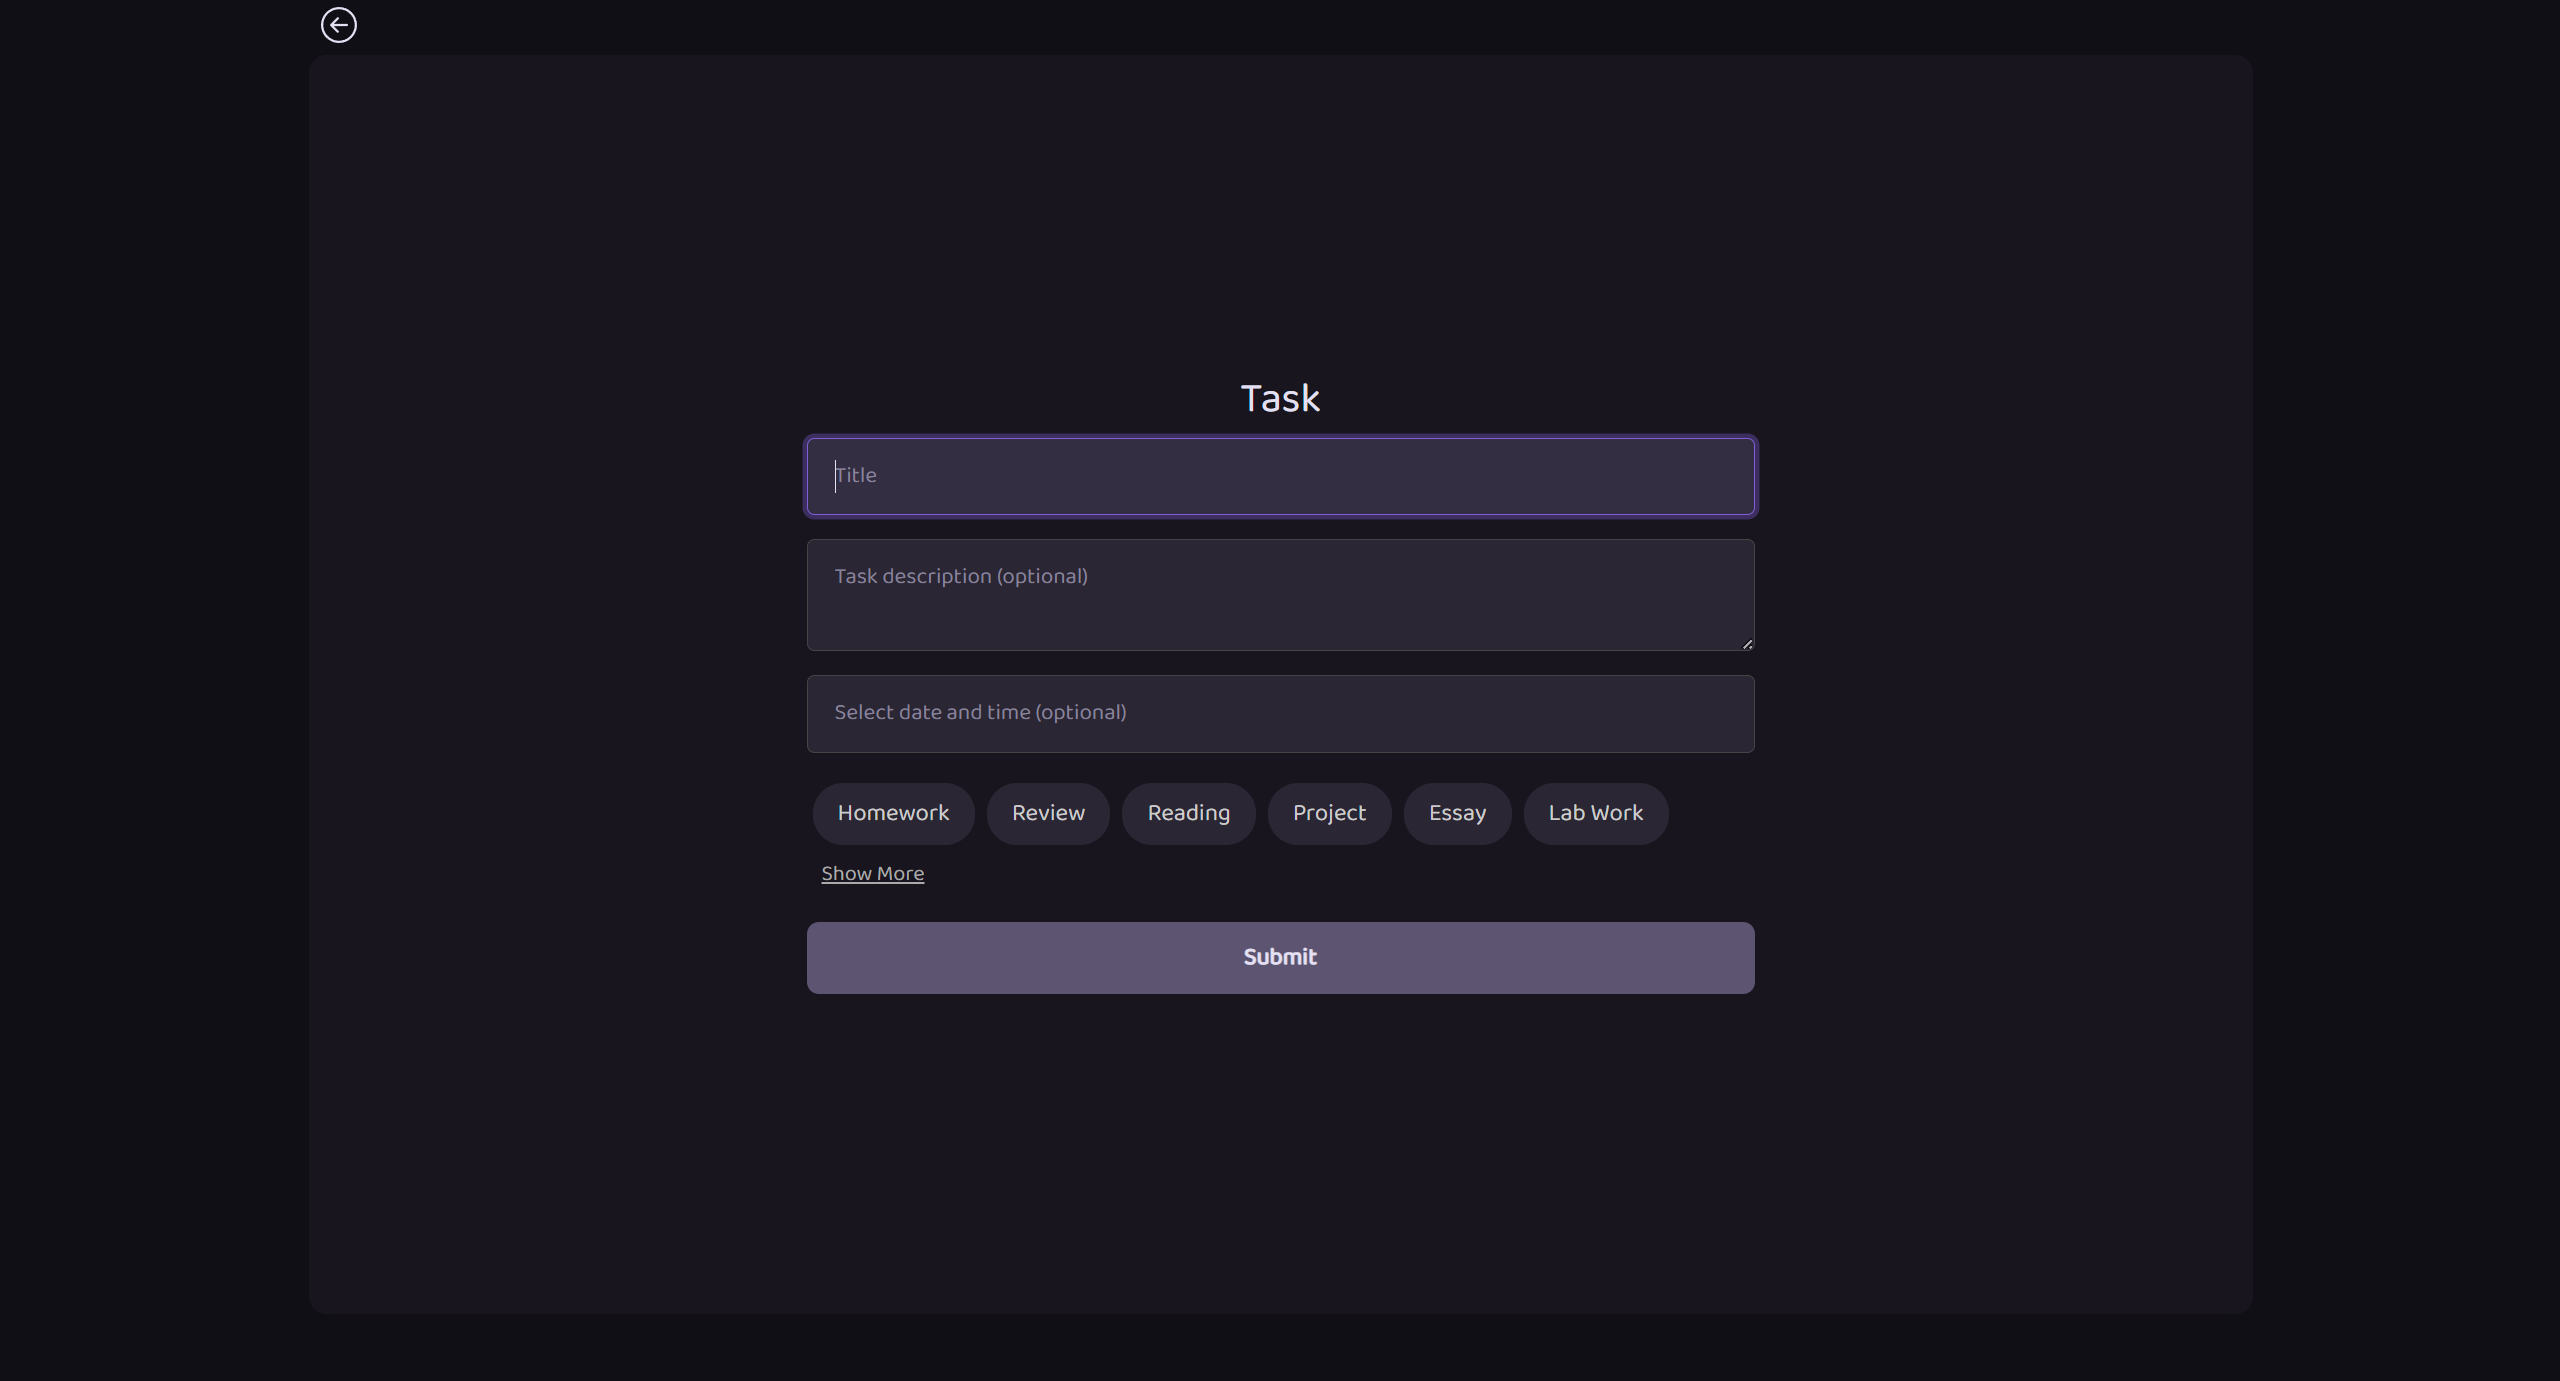 Task
Title
Task description (optional)
Select date and time (optional)
Homework Review Reading Project Essay Lab Work
Show More
Submit